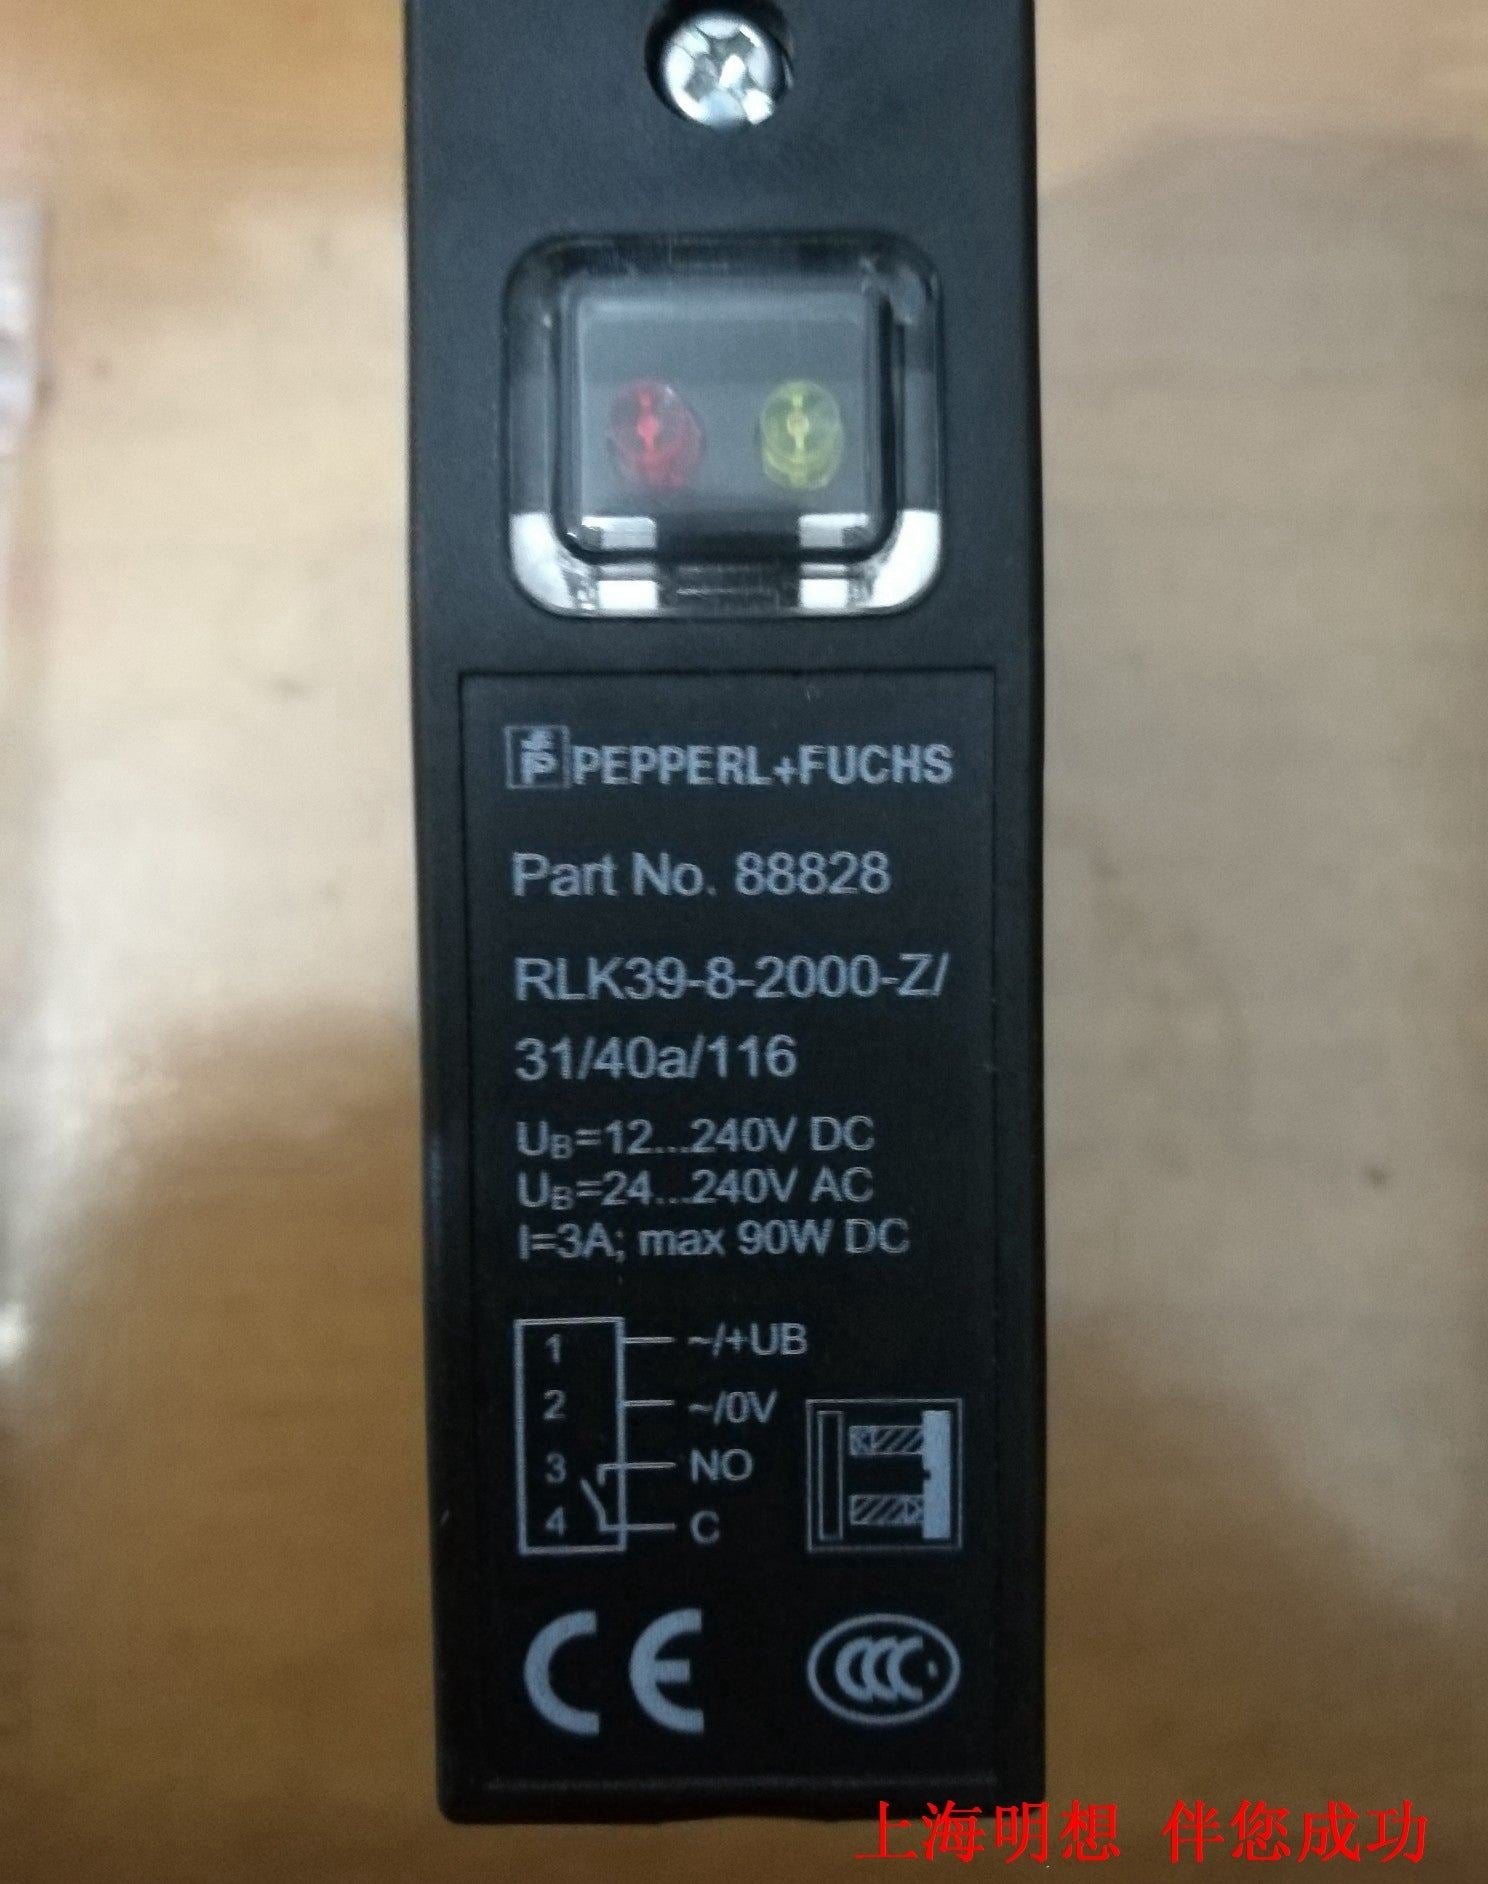 PEPPERL+FUCHS
Part No. 88828
RLK39-8-2000-Z/
31/40a/116
UB=12...240V DC
UB=24...240V AC
I=3A; max 90W DC
1 ~/+UB
2 ~/0V
3 NO
4 C
CE CCC
上海明想 伴您成功